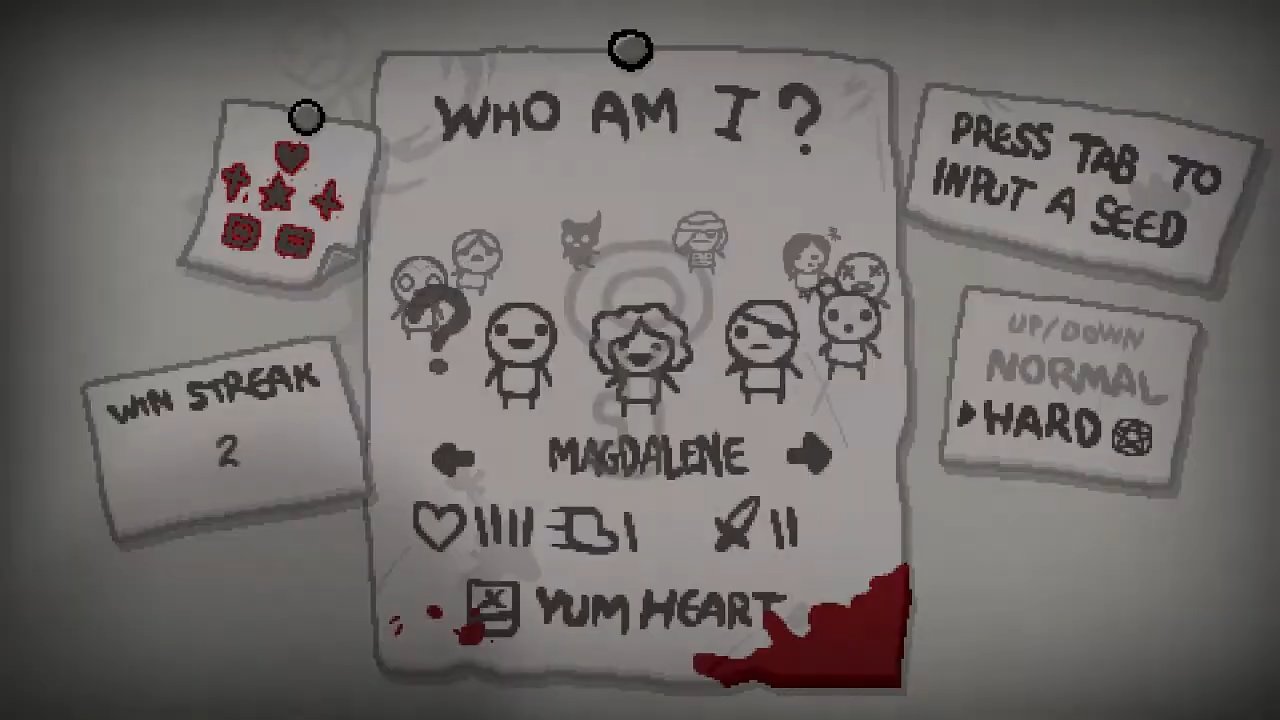 WHO AM I?
PRESS TAB TO
INPUT A SEED
WIN STREAK
2
UP/DOWN
NORMAL
HARD
MAGDALENE
YUM HEART